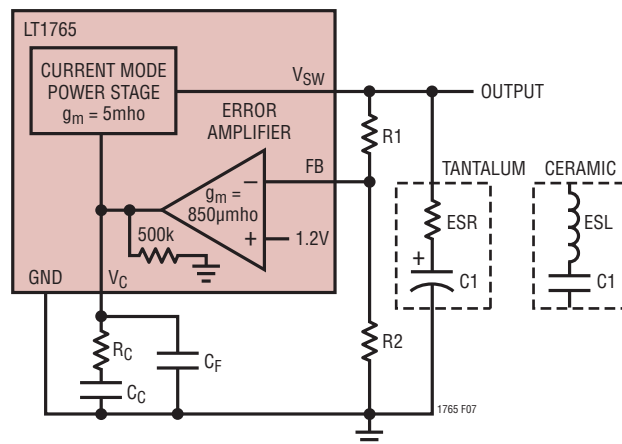 LT1765
CURRENT MODE
POWER STAGE
gm = 5mho
VSW
OUTPUT
ERROR
AMPLIFIER
R1
FB
TANTALUM
CERAMIC
gm =
850µmho
–
+
1.2V
500k
ESR
ESL
+
C1
C1
GND
VC
RC
CF
R2
CC
1765 F07